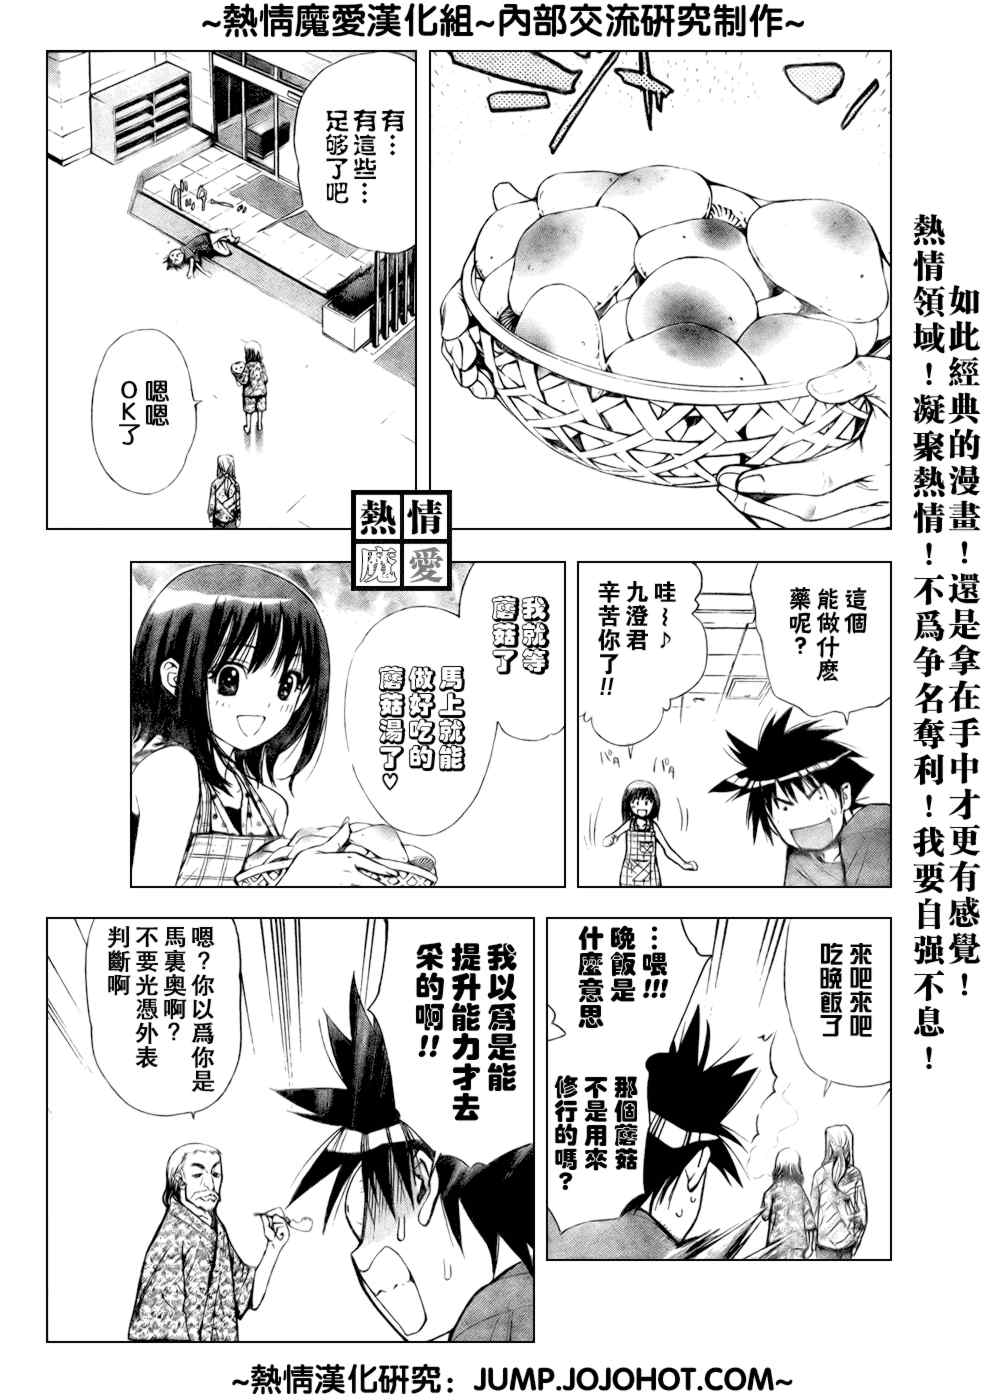 ~熱情魔愛漢化組~內部交流研究制作~
如此經典的漫畫！還是拿在手中才更有感覺！
熱情領域！凝聚熱情！不爲争名奪利！我要自强不息！
有…
有這些…
足够了吧
嗯嗯
OK了
熱情
魔愛
這個
能做什麽
藥呢？
哇~♪
九澄君
辛苦你了!!
我就等
蘑菇了
馬上就能
做好吃的
蘑菇湯了♡
來吧來吧
吃晚飯了
…喂!!!
晚飯是
什麼意思
那個蘑菇
不是用來
修行的嗎？
我以爲是能
提升能力才去
采的啊!!
嗯？你以爲你是
馬裏奧啊？
不要光憑外表
判斷啊
~熱情漢化研究：JUMP.JOJOHOT.COM~